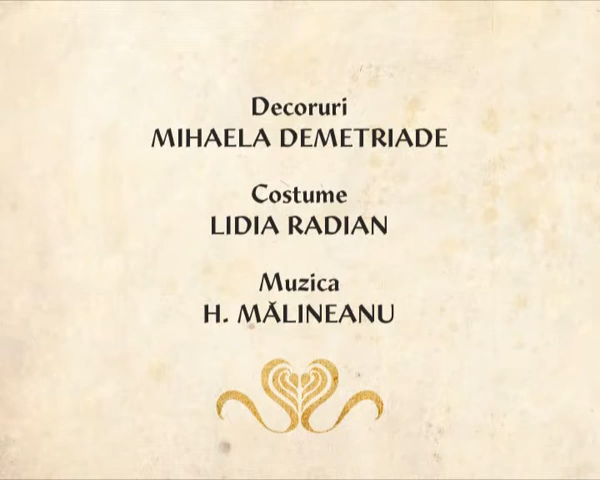 Decoruri
MIHAELA DEMETRIADE
Costume
LIDIA RADIAN
Muzica
H. MĂLINEANU